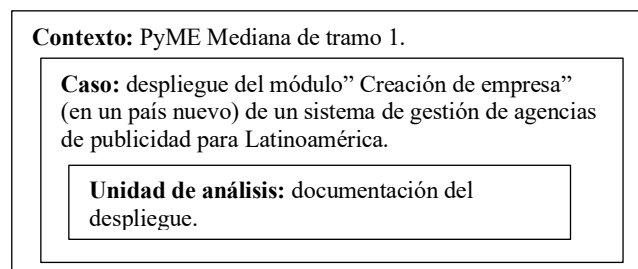 Contexto: PyME Mediana de tramo 1.
Caso: despliegue del módulo” Creación de empresa”
(en un país nuevo) de un sistema de gestión de agencias
de publicidad para Latinoamérica.
Unidad de análisis: documentación del
despliegue.